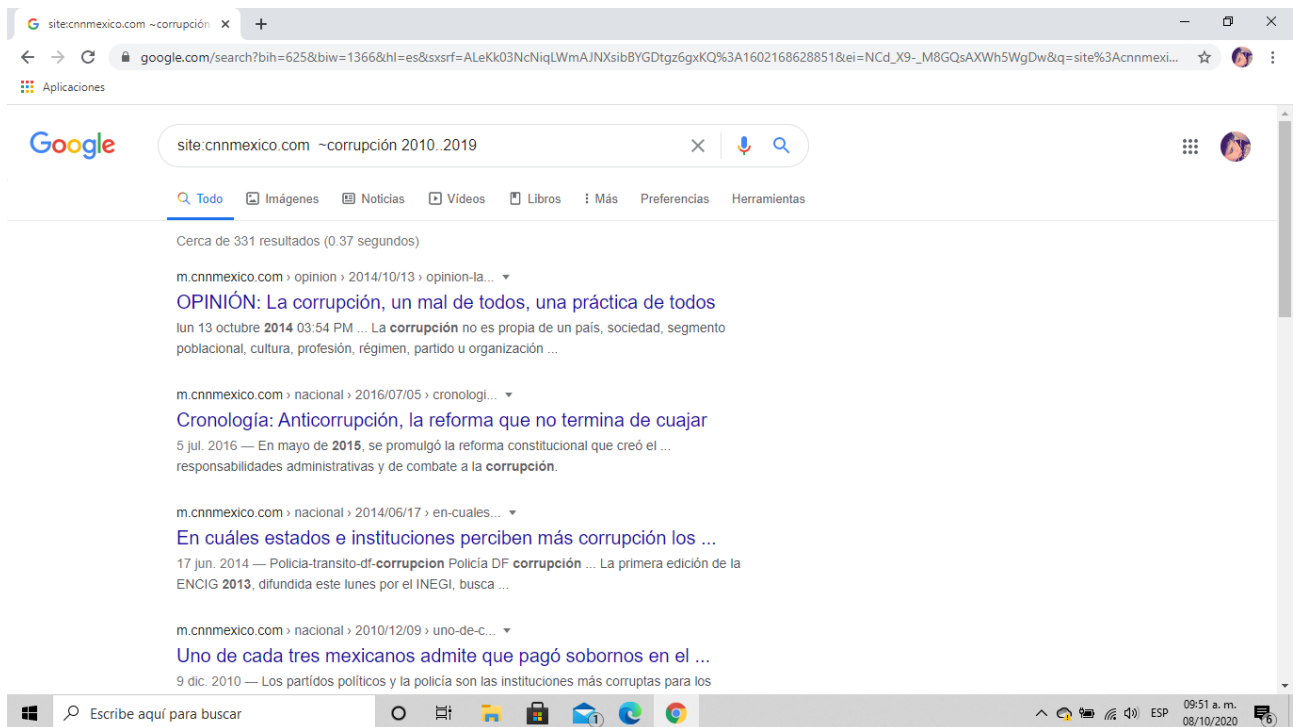 site:cnnmexico.com ~corrupción
google.com/search?bih=625&biw=1366&hl=es&sxsrf=ALeKk03NcNiqLWmAJNXsibBYGDtgz6gxKQ%3A1602168628851&ei=NCd_X9-_M8GQsAXWh5WgDw&q=site%3Acnnmexi...
Aplicaciones
Google
site:cnnmexico.com ~corrupción 2010..2019
Todo Imágenes Noticias Vídeos Libros Más Preferencias Herramientas
Cerca de 331 resultados (0.37 segundos)
m.cnnmexico.com › opinion › 2014/10/13 › opinion-la...
OPINIÓN: La corrupción, un mal de todos, una práctica de todos
lun 13 octubre 2014 03:54 PM ... La corrupción no es propia de un país, sociedad, segmento
poblacional, cultura, profesión, régimen, partido u organización ...
m.cnnmexico.com › nacional › 2016/07/05 › cronologi...
Cronología: Anticorrupción, la reforma que no termina de cuajar
5 jul. 2016 — En mayo de 2015, se promulgó la reforma constitucional que creó el ...
responsabilidades administrativas y de combate a la corrupción.
m.cnnmexico.com › nacional › 2014/06/17 › en-cuales...
En cuáles estados e instituciones perciben más corrupción los ...
17 jun. 2014 — Policia-transito-df-corrupcion Policía DF corrupción ... La primera edición de la
ENCIG 2013, difundida este lunes por el INEGI, busca ...
m.cnnmexico.com › nacional › 2010/12/09 › uno-de-c...
Uno de cada tres mexicanos admite que pagó sobornos en el ...
9 dic. 2010 — Los partídos políticos y la policía son las instituciones más corruptas para los
Escribe aquí para buscar
1
ESP
09:51 a. m.
08/10/2020
6